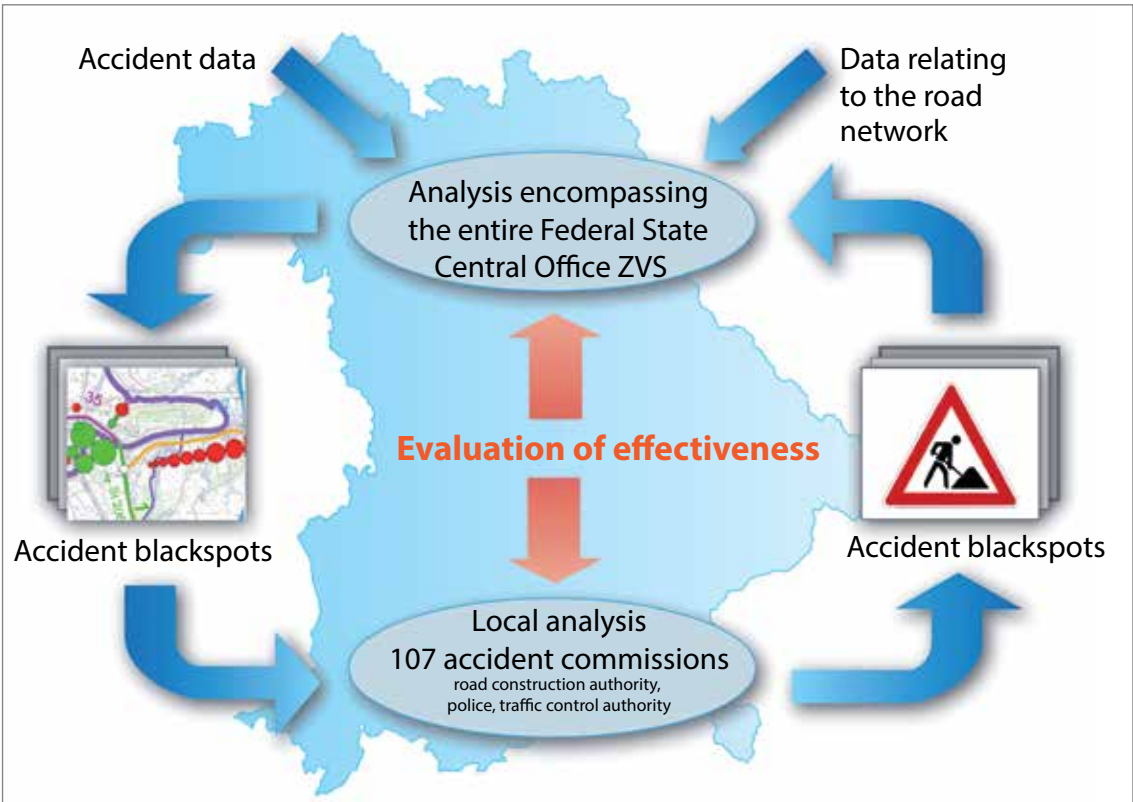 Accident data
Data relating
to the road
network
Analysis encompassing
the entire Federal State
Central Office ZVS
35
Accident blackspots
Evaluation of effectiveness
Accident blackspots
Local analysis
107 accident commissions
road construction authority,
police, traffic control authority